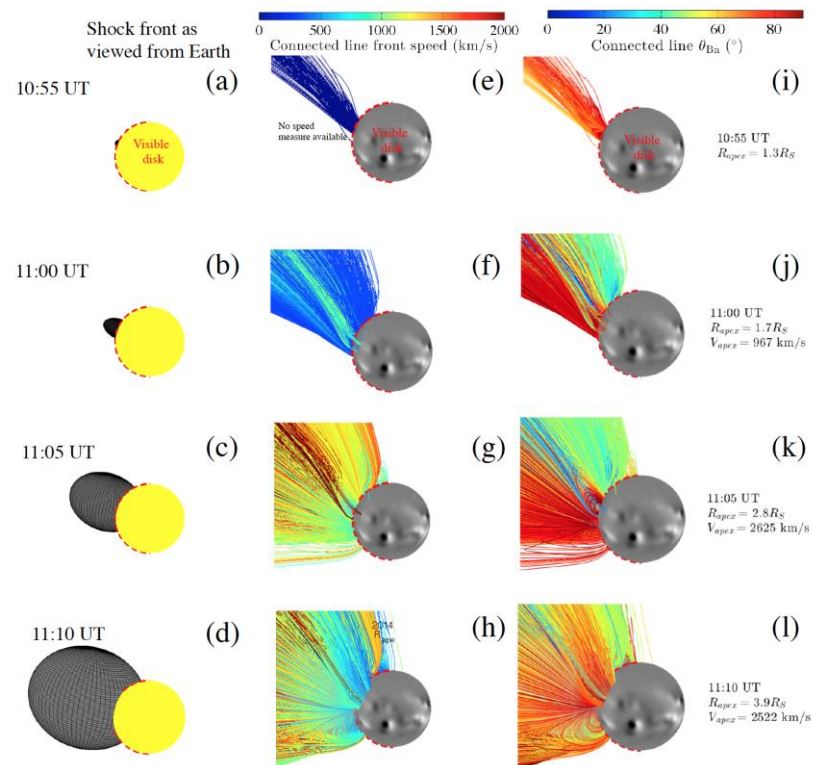 Shock front as
viewed from Earth
0 500 1000 1500 2000
Connected line front speed (km/s)
0 20 40 60 80
Connected line θBa (°)
10:55 UT
(a)
Visible
disk
No speed
measure available
Visible
disk
(e)
Visible
disk
(i)
10:55 UT
Rapex = 1.3RS
11:00 UT
(b)
(f)
(j)
11:00 UT
Rapex = 1.7RS
Vapex = 967 km/s
11:05 UT
(c)
(g)
(k)
11:05 UT
Rapex = 2.8RS
Vapex = 2625 km/s
11:10 UT
(d)
2014
Rape
(h)
(l)
11:10 UT
Rapex = 3.9RS
Vapex = 2522 km/s